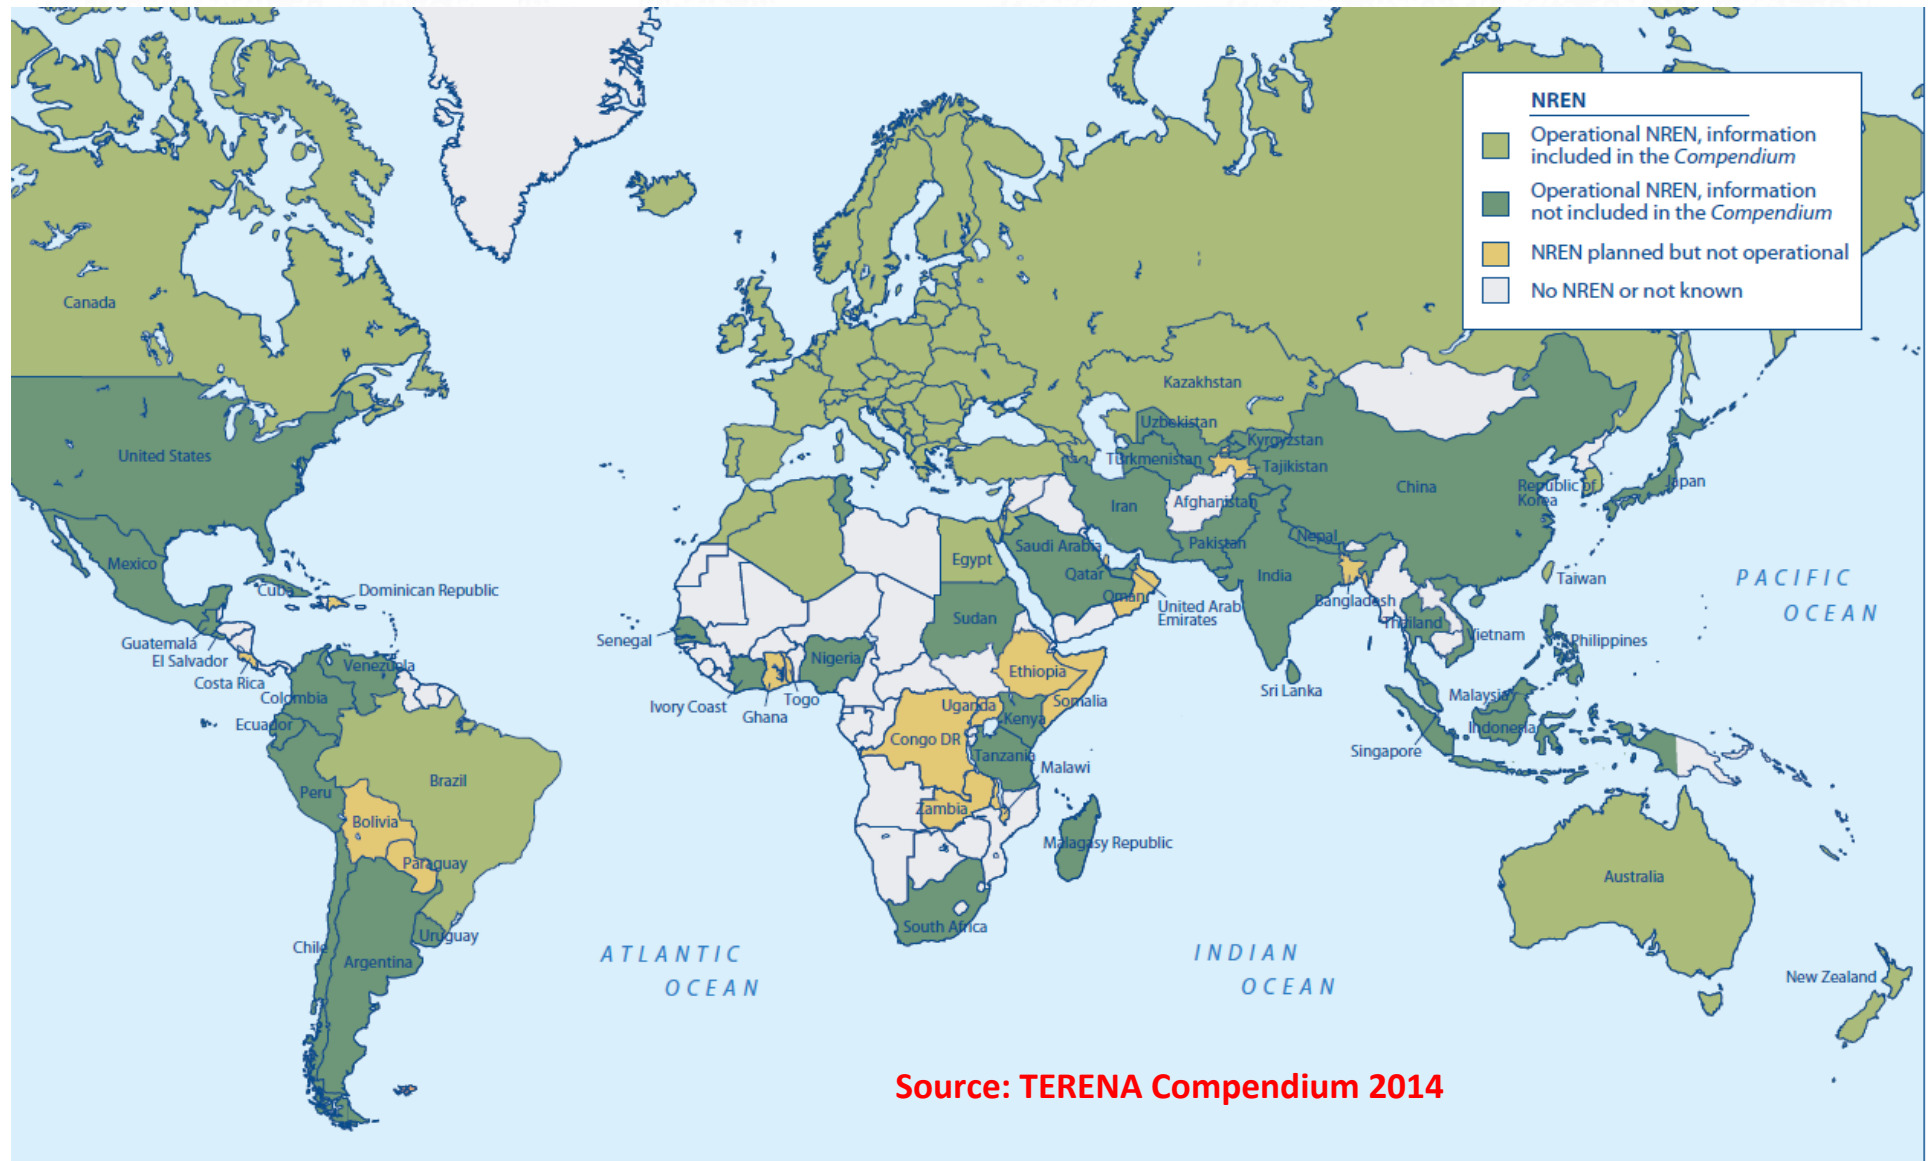 NREN
Operational NREN, information
included in the Compendium
Operational NREN, information
not included in the Compendium
NREN planned but not operational
No NREN or not known
Canada
United States
Mexico
Cuba
Dominican Republic
Guatemala
El Salvador
Costa Rica
Venezuela
Colombia
Ecuador
Peru
Brazil
Bolivia
Paraguay
Chile
Uruguay
Argentina
Kazakhstan
Uzbekistan
Kyrgyzstan
Turkmenistan
Tajikistan
Afghanistan
Iran
China
Republic of
Korea
Japan
Egypt
Saudi Arabia
Pakistan
Nepal
Qatar
India
Oman
United Arab
Emirates
Bangladesh
Taiwan
Thailand
Vietnam
Philippines
Sudan
Senegal
Nigeria
Ethiopia
Sri Lanka
Ivory Coast
Ghana
Togo
Uganda
Somalia
Kenya
Malaysia
Indonesia
Singapore
Congo DR
Tanzania
Malawi
Zambia
Malagasy Republic
South Africa
Australia
New Zealand
PACIFIC
OCEAN
ATLANTIC
OCEAN
INDIAN
OCEAN
Source: TERENA Compendium 2014